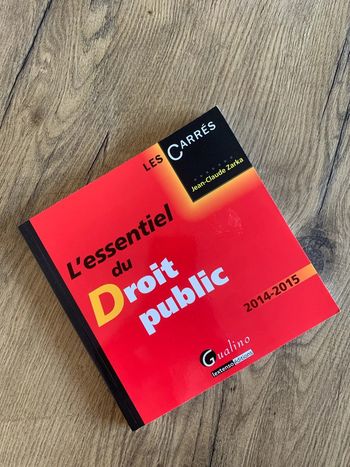 LES CARRÉS
Jean-Claude Zarka
L'essentiel
du
Droit
public
2014-2015
Gualino
lextenso éditions